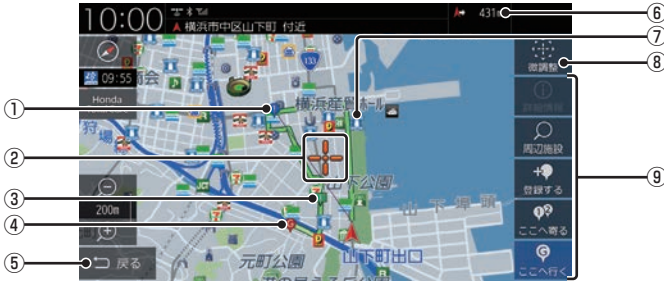 10:00
横浜市中区山下町 付近
431m
⑥
⑦
⑧
微調整
09:55
Honda
133
①
②
③
④
⑤
横浜産貿ホール
狩場
JCT
山下公園
200m
山下埠頭
山下町出口
元町公園
戻る
詳細情報
周辺施設
登録する
ここへ寄る
ここへ行く
⑨